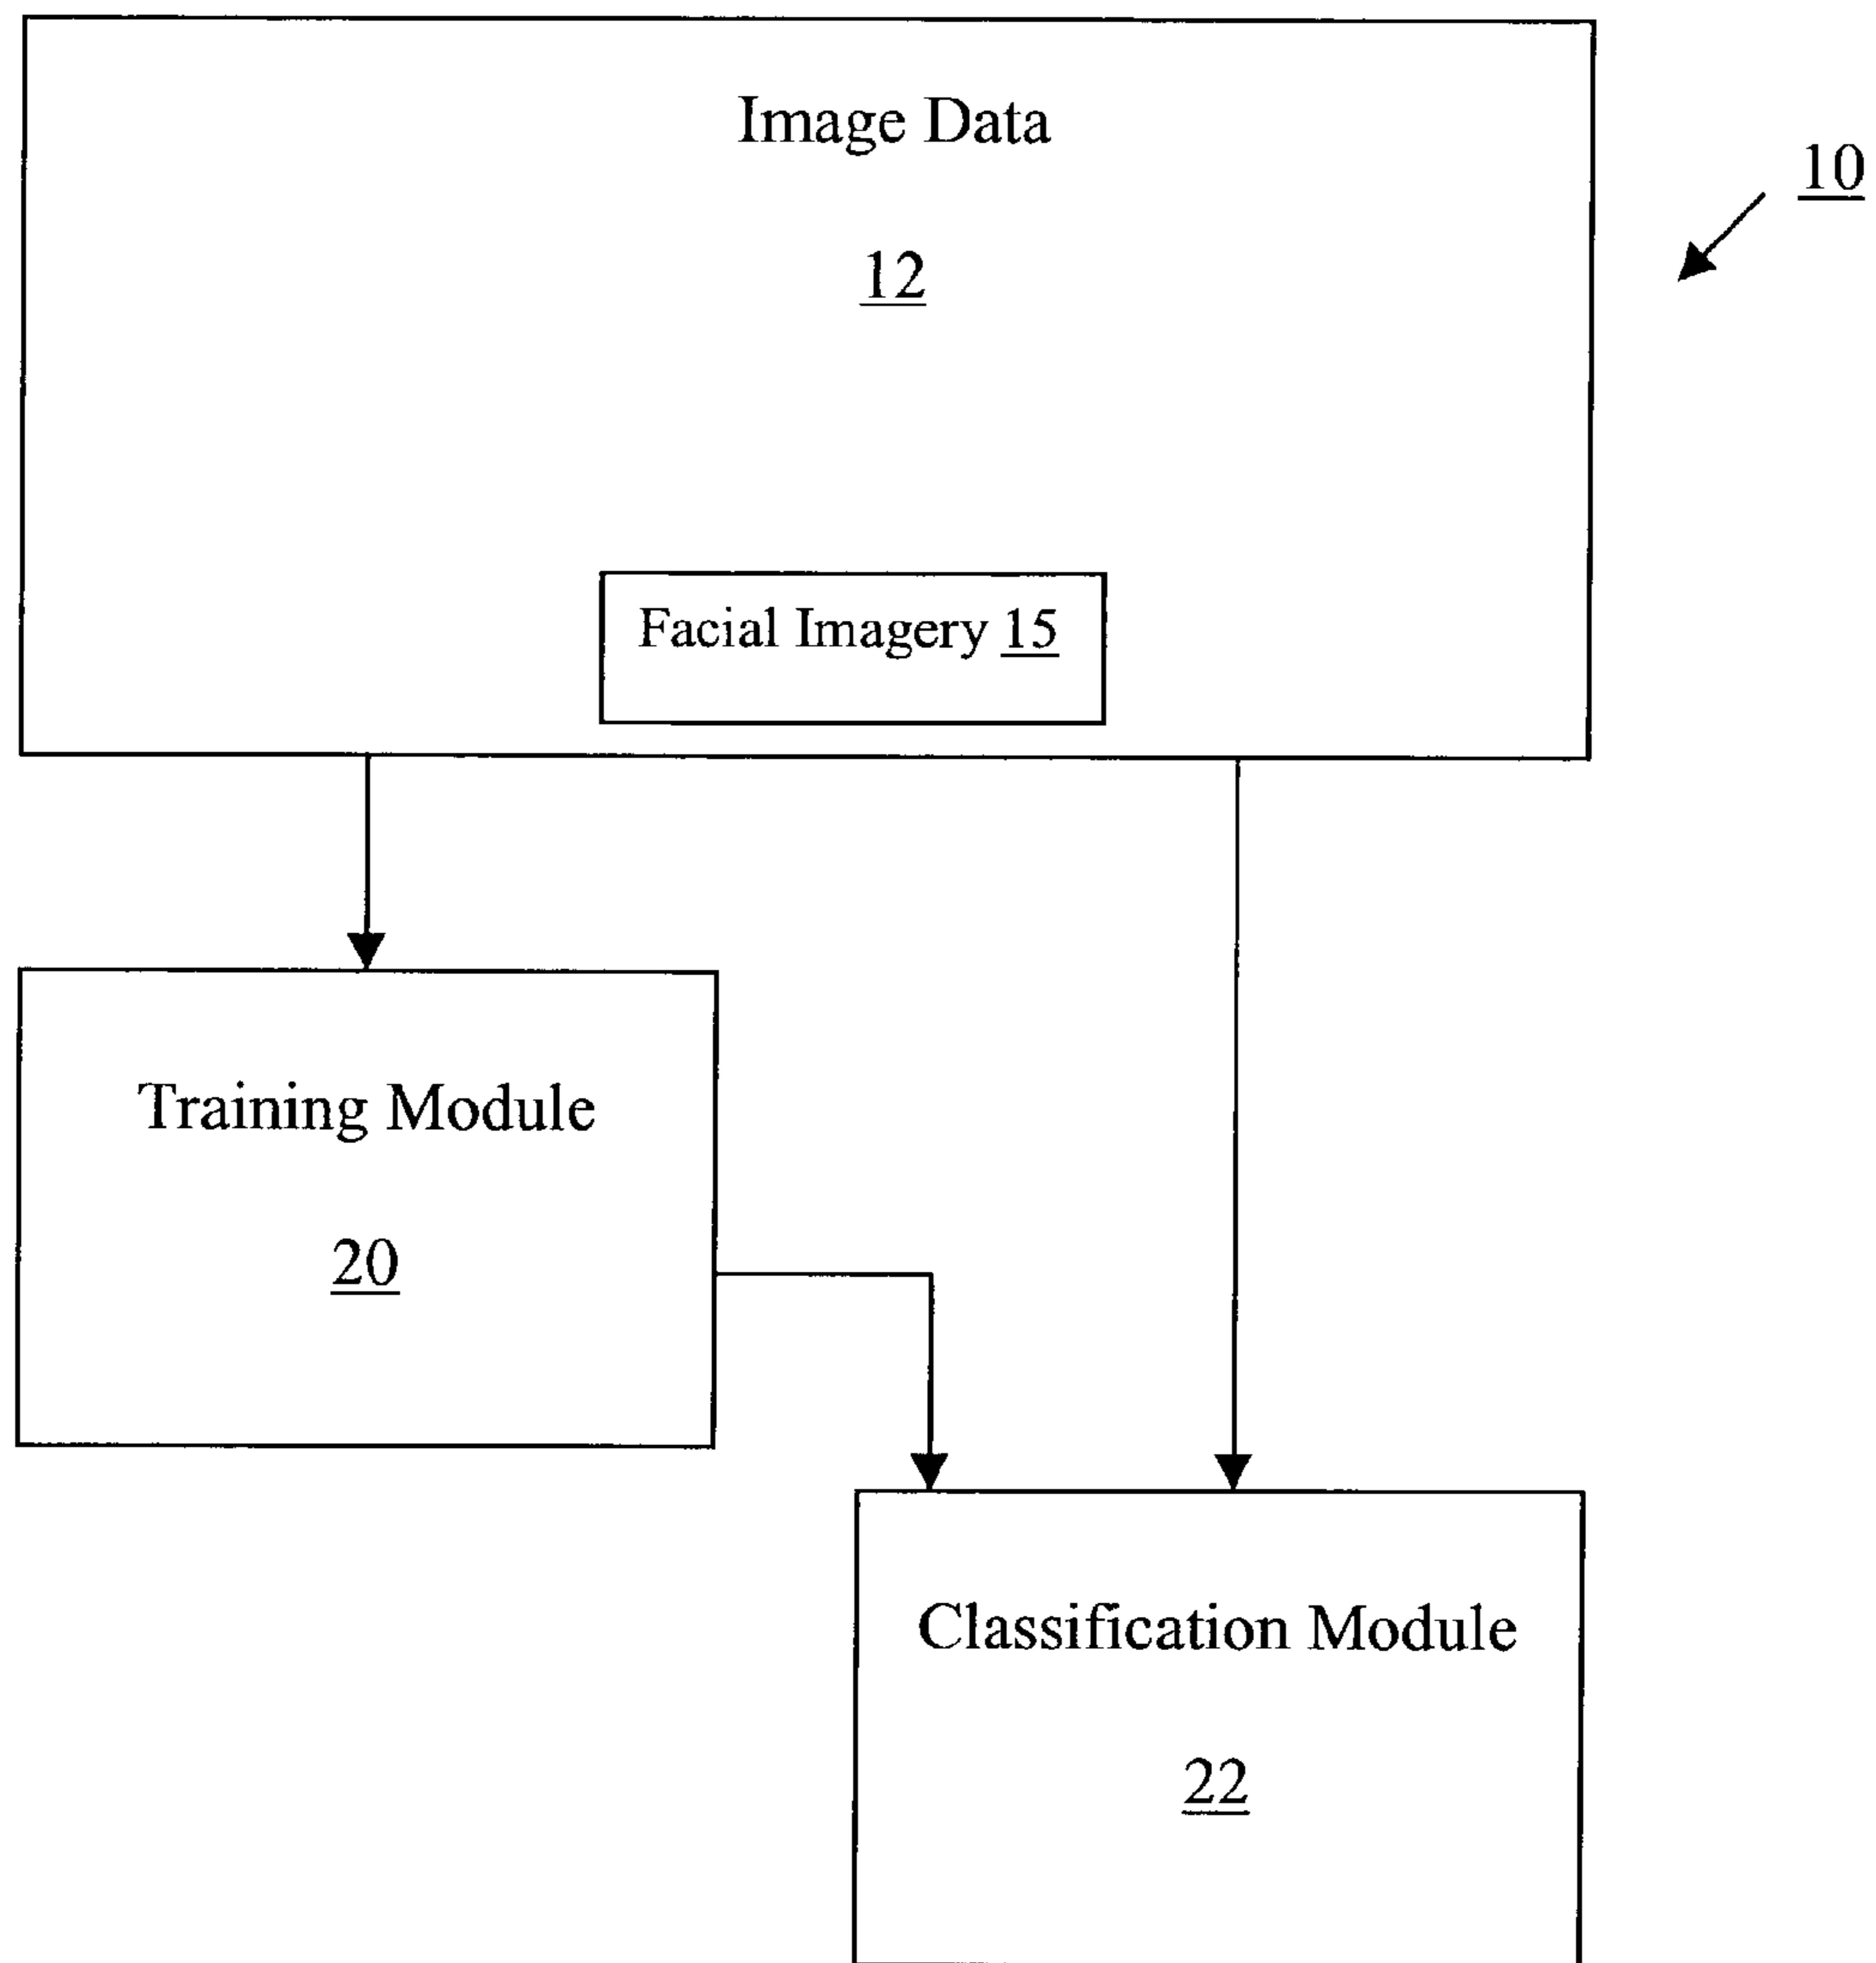 Image Data
10
12
Facial Imagery 15
Training Module
20
Classification Module
22